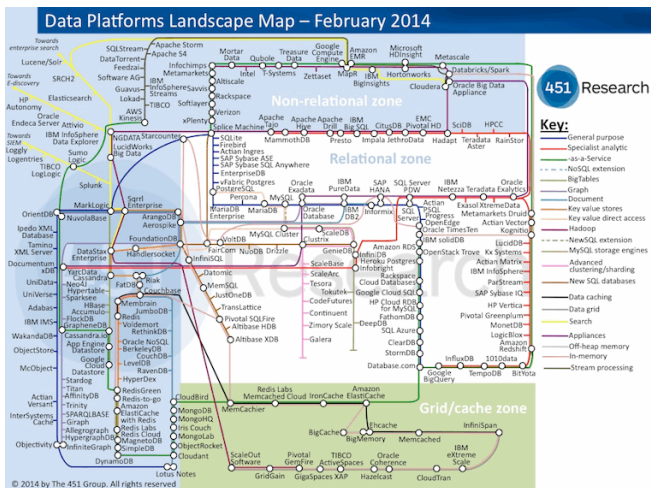 Data Platforms Landscape Map – February 2014
Towards
enterprise search
Lucene/Solr
SRCH2
Towards
E-discovery
HP
Autonomy
Elasticsearch
Oracle
Endeca Server
Attivio
IBM InfoSphere
Data Explorer
Towards
SIEM
Loggly
Logentries
Sumo
Logic
TIBCO
LogLogic
Splunk
SQLStream
DataTorrent
Feedzai
Software AG
Guavus
Lokad
AWS
Kinesis
Apache Storm
Apache S4
IBM
InfoStreams
TIBCO
NGDATA
LucidWorks
Big Data
Starcounter
Infochimps
Metamarkets
Altiscale
Savvis
Rackspace
Softlayer
Verizon
xPlenty
Mortar
Data
Intel
Qubole
T-Systems
Treasure
Data
Zettaset
Google
Compute
Engine
MapR
Amazon
EMR
IBM
BigInsights
Microsoft
HDInsight
Hortonworks
Cloudera
Metascale
Databricks/Spark
Oracle Big Data
Appliance
Non-relational zone
Splice Machine
Apache
Tajo
MammothDB
Apache
Hive
Apache
Drill
Presto
IBM
Big SQL
Impala
CitusDB
JethroData
EMC
Pivotal HD
Hadapt
SciDB
Teradata
Aster
HPCC
RainStor
Relational zone
SQLite
Firebird
Action Ingres
SAP Sybase ASE
SAP Sybase SQL Anywhere
EnterpriseDB
vFabric Postgres
PostgreSQL
Percona
MariaDB
Enterprise
MariaDB
MySQL
Oracle
Exadata
Oracle
Database
IBM
PureData
IBM
DB2
SAP
HANA
Informix
SQL Server
PDW
SQL
Server
IBM
Netezza
Teradata
Oracle
Exalytics
Exasol
XtremeData
Actian
PSQL
Progress
OpenEdge
Oracle TimesTen
IBM solidDB
OpenStack Trove
Metamarkets Druid
Actian Vector
Kognitio
LucidDB
Kx Systems
Actian Matrix
IBM InfoSphere
ParStream
SAP Sybase IQ
HP Vertica
Pivotal Greenplum
MonetDB
LogicBlox
Amazon
Redshift
BitYota
1010data
TempoDB
InfluxDB
Google
BigQuery
MarkLogic
NuvolaBase
Sqrrl
Enterprise
ArangoDB
Aerospike
FoundationDB
DataStax
Enterprise
Handlersocket
InfiniSQL
FairCom
VoltDB
NuoDB
Drizzle
MySQL Cluster
Clustrix
ScaleDB
GenieDB
InfiniDB
Infobright
ScaleBase
ScaleArc
Tesora
Tokutek
CodeFutures
Continuent
Zimory Scale
Galera
DeepDB
Amazon RDS
Heroku Postgres
Rackspace
Cloud Databases
Google Cloud SQL
HP Cloud RDB
for MySQL
FathomDB
SQL Azure
ClearDB
StormDB
Database.com
OrientDB
Ipedo XML
Database
Tamino
XML Server
Documentum
xDB
UniData
UniVerse
Adabas
IBM IMS
WakandaDB
ObjectStore
McObject
Actian
Versant
InterSystems
Cache
Objectivity
YarcData
Cassandra
Neo4J
Hypertable
Sparksee
HBase
Accumulo
FlockDB
GrapheneDB
Cassandra.io
App Engine
Datastore
Google
Cloud
Datastore
Stardog
Titan
AffinityDB
Trinity
SPARQLBASE
Giraph
Allegrograph
HypergraphDB
InfiniteGraph
Riak
FatDB
Couchbase
Membrain
JumboDB
Redis
Voldemort
RethinkDB
Oracle NoSQL
BerkeleyDB
CouchDB
LevelDB
RavenDB
HyperDex
RedisGreen
Redis-to-go
Amazon
ElastiCache
with Redis
Redis Labs
Redis Cloud
MagnetoDB
SimpleDB
DynamoDB
CloudBird
MongoDB
MongoHQ
Iris Couch
MongoLab
ObjectRocket
Cloudant
Lotus Notes
Datomic
MemSQL
JustOneDB
TransLattice
Pivotal SQLFire
Altibase HDB
Altibase XDB
Grid/cache zone
MemCachier
Redis Labs
Memcached Cloud
IronCache
Amazon
ElastiCache
Ehcache
BigCache
BigMemory
Memcached
InfiniSpan
ScaleOut
Software
GridGain
Pivotal
GemFire
GigaSpaces XAP
TIBCO
ActiveSpaces
Oracle
Coherence
Hazelcast
CloudTran
IBM
eXtreme
Scale
451 Research
Key:
General purpose
Specialist analytic
-as-a-Service
-NoSQL extension
BigTables
Graph
Document
Key value stores
Key value direct access
Hadoop
-NewSQL extension
MySQL storage engines
Advanced
clustering/sharding
New SQL databases
Data caching
Data grid
Search
Appliances
Off-heap memory
In-memory
Stream processing
© 2014 by The 451 Group. All rights reserved